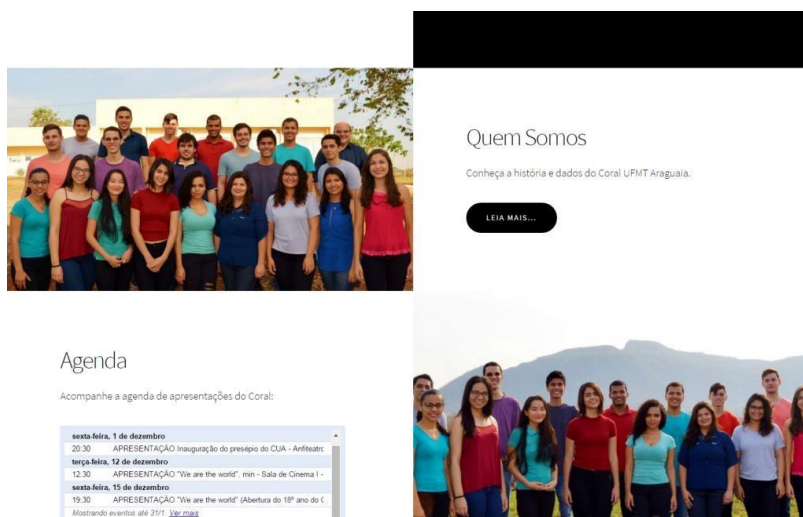 Quem Somos
Conheça a história e dados do Coral UFMT Araguaia.
LEIA MAIS...
Agenda
Acompanhe a agenda de apresentações do Coral:
sexta-feira, 1 de dezembro
20:30 APRESENTAÇÃO Inauguração do presépio do CUA - Anfiteatro
terça-feira, 12 de dezembro
12:30 APRESENTAÇÃO "We are the world", min - Sala de Cinema I -
sexta-feira, 15 de dezembro
19:30 APRESENTAÇÃO "We are the world" (Abertura do 18º ano do C
Mostrando eventos até 31/1. Ver mais